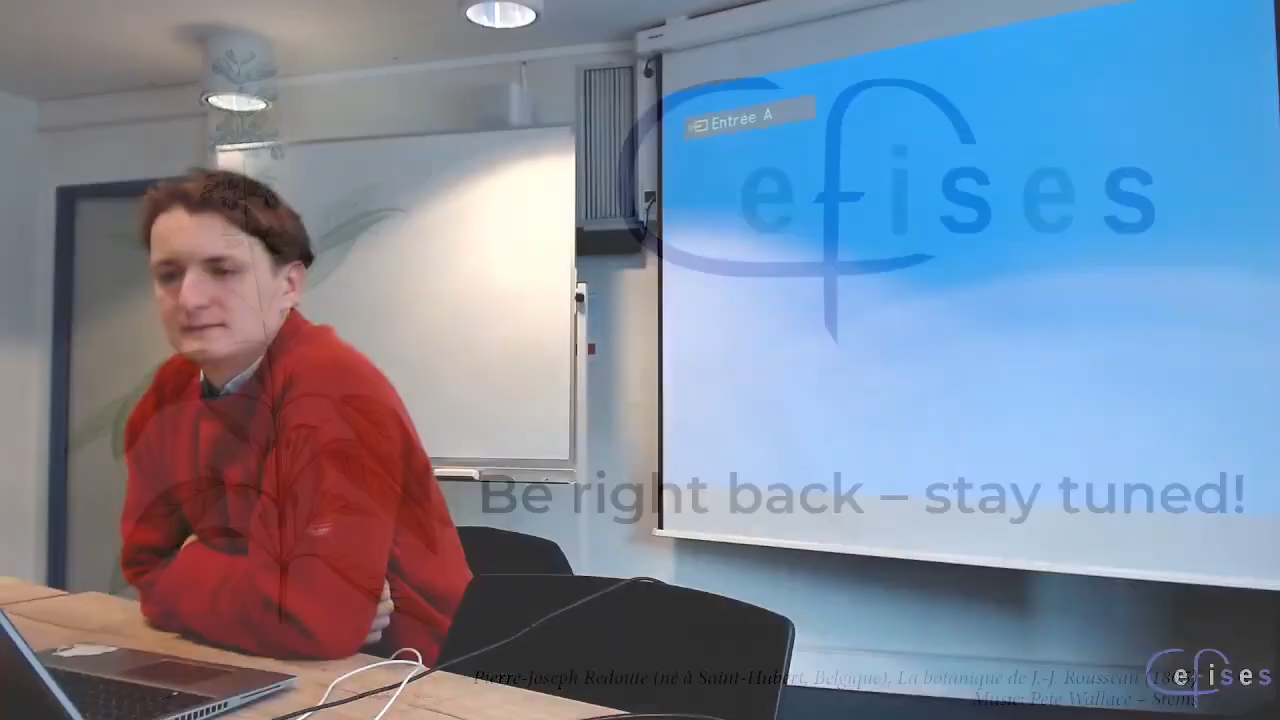 Entrée A
efises
Be right back – stay tuned!
Pierre-Joseph Redouté (né à Saint-Hubert, Belgique), La botanique de J.-J. Rousseau
Music: Pete Wallace –
efises